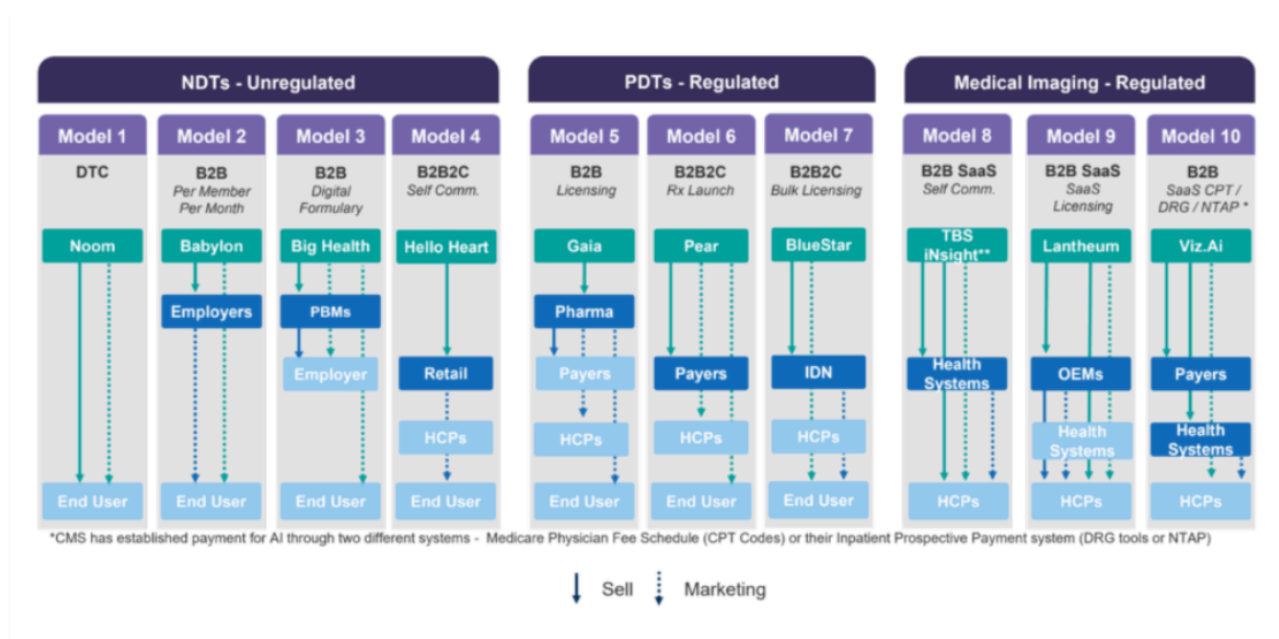 NDTs - Unregulated
PDTs - Regulated
Medical Imaging - Regulated
Model 1
Model 2
Model 3
Model 4
Model 5
Model 6
Model 7
Model 8
Model 9
Model 10
DTC
B2B
Per Member
Per Month
B2B
Digital
Formulary
B2B2C
Self Comm.
B2B
Licensing
B2B2C
Rx Launch
B2B2C
Bulk Licensing
B2B SaaS
Self Comm.
B2B SaaS
SaaS
Licensing
B2B
SaaS CPT /
DRG / NTAP *
Noom
Babylon
Big Health
Hello Heart
Gaia
Pear
BlueStar
TBS
iNsight**
Lantheum
Viz.Ai
Employers
PBMs
Pharma
Employer
Retail
Payers
Payers
IDN
Health
Systems
OEMs
Payers
HCPs
HCPs
HCPs
HCPs
Health
Systems
Health
Systems
End User
End User
End User
End User
End User
End User
End User
HCPs
HCPs
HCPs
*CMS has established payment for AI through two different systems - Medicare Physician Fee Schedule (CPT Codes) or their Inpatient Prospective Payment system (DRG tools or NTAP)
Sell
Marketing